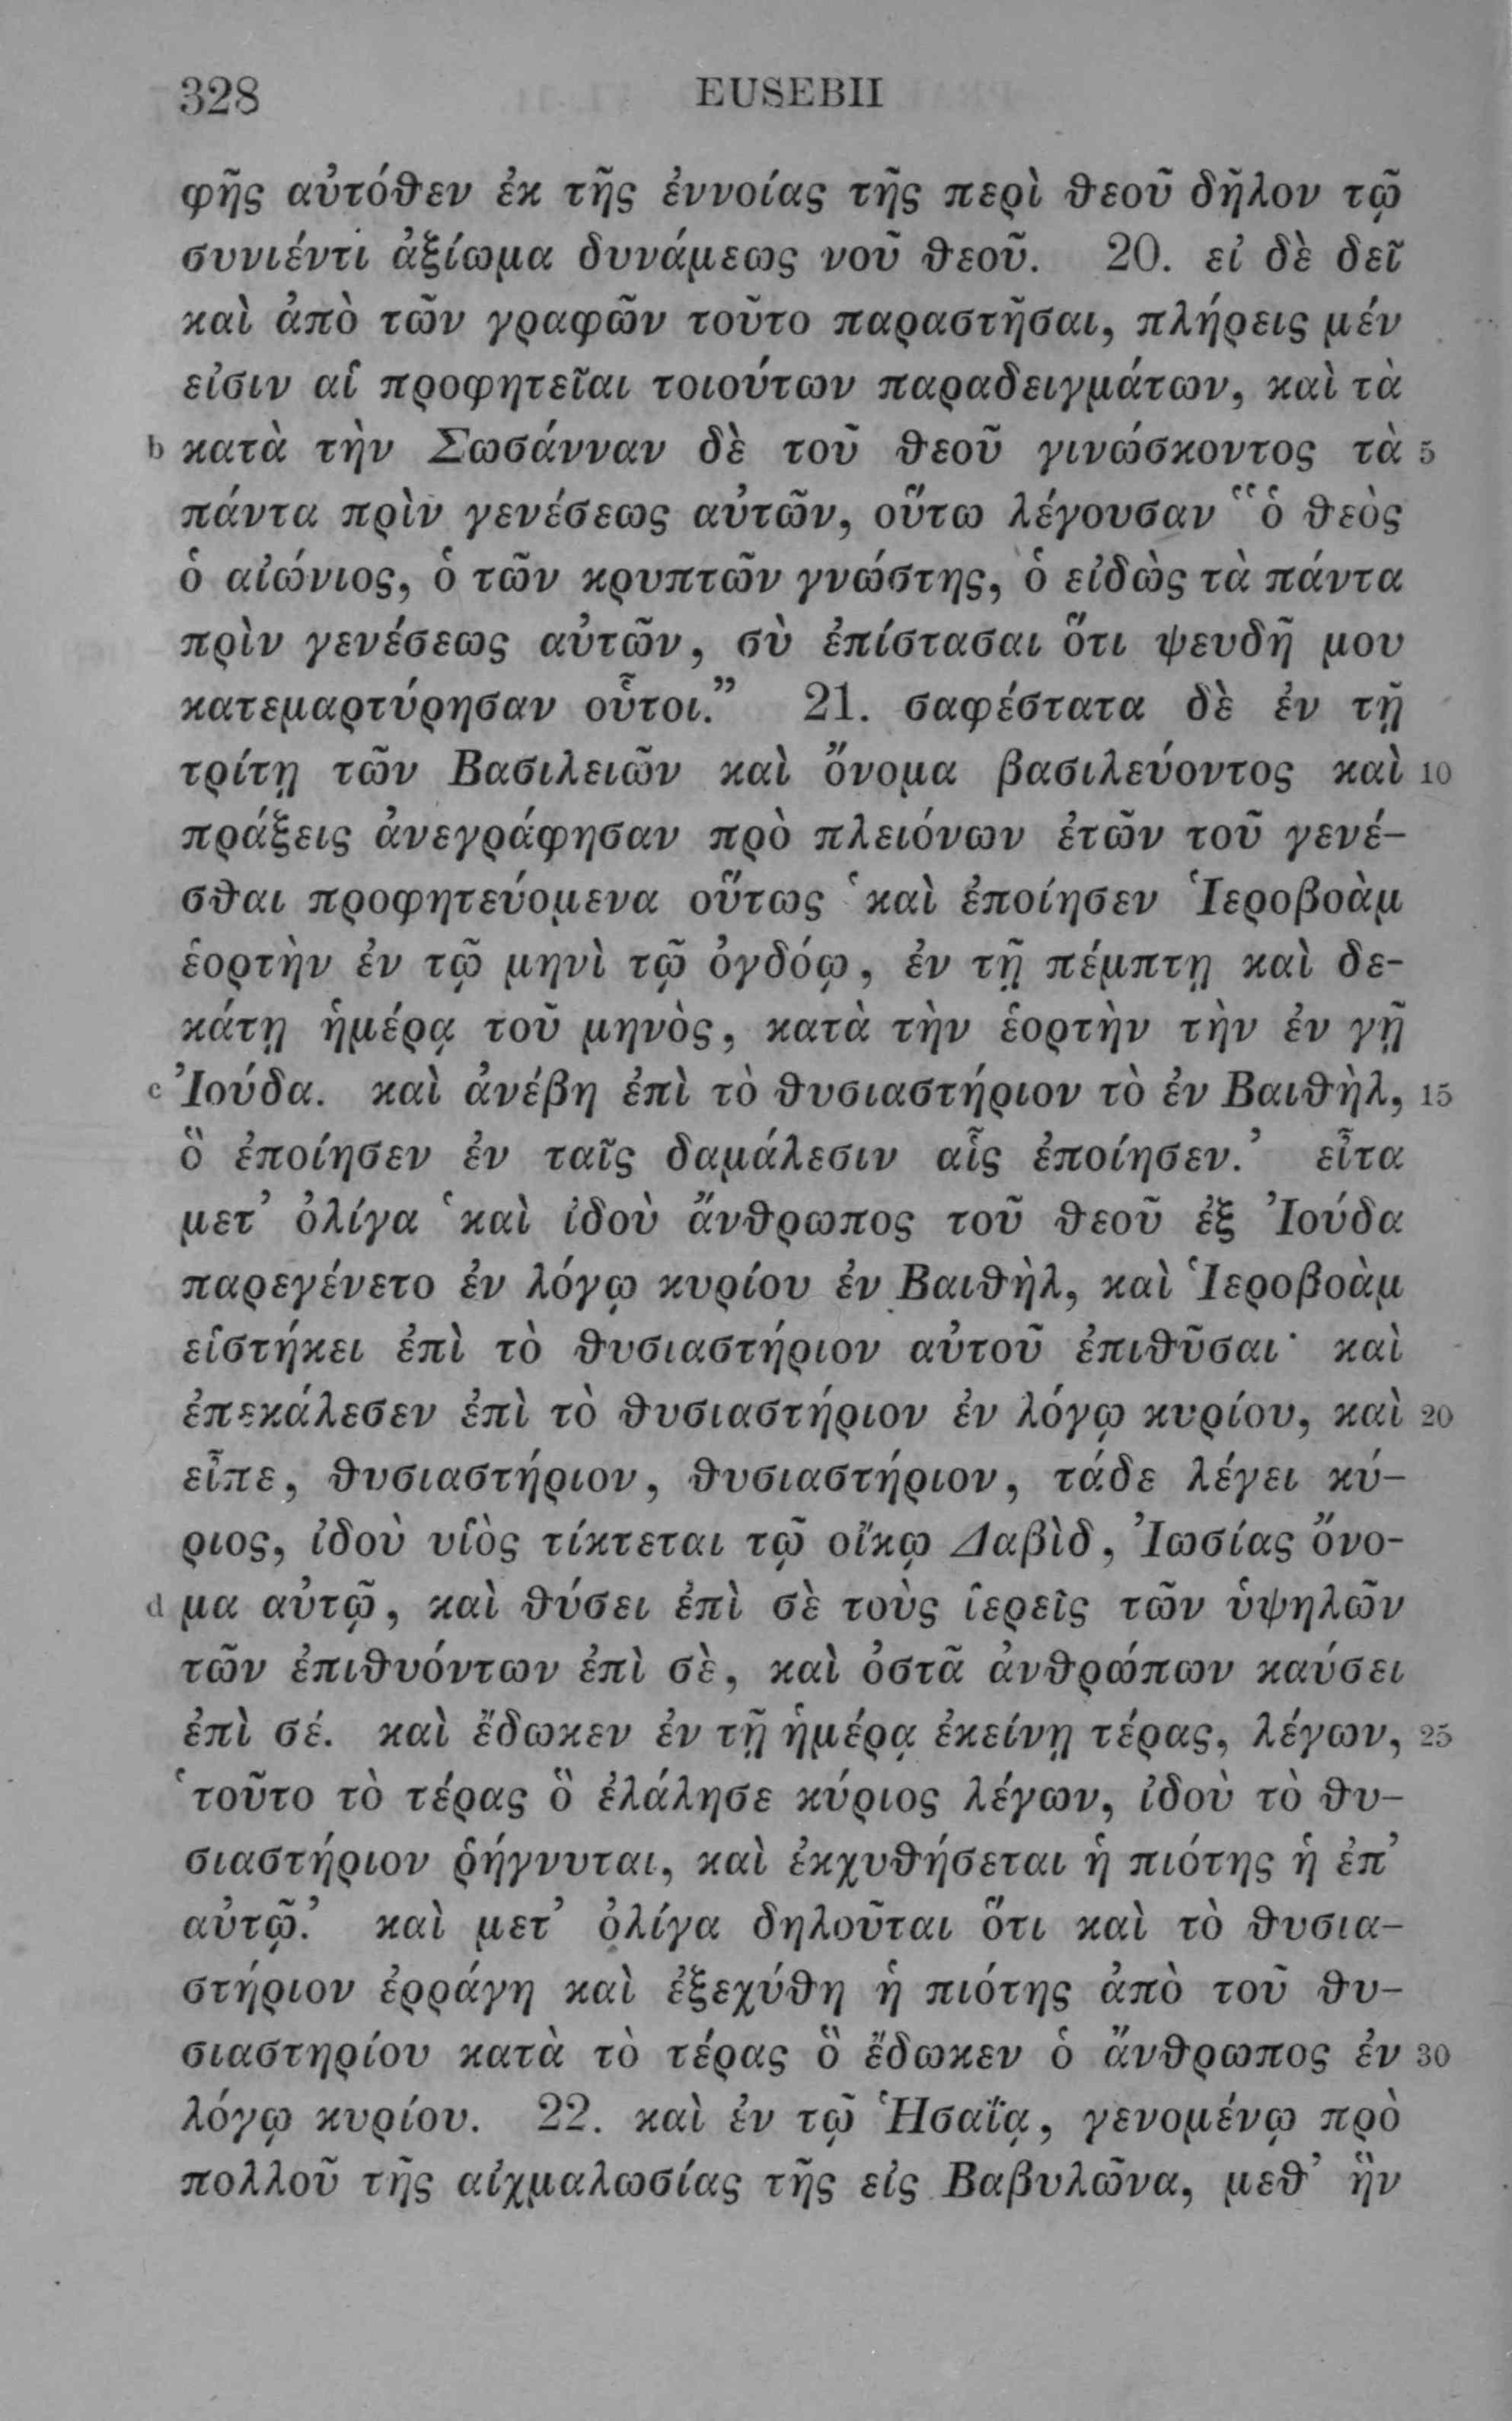 328 EUSEBII
φῆς αὐτόθεν ἐκ τῆς ἐννοίας τῆς περὶ θεοῦ δῆλον τῷ
συνιέντι ἀξίωμα δυνάμεως νοῦ θεοῦ. 20. εἰ δὲ δεῖ
καὶ ἀπὸ τῶν γραφῶν τοῦτο παραστῆσαι, πλήρεις μέν
εἰσιν αἱ προφητεῖαι τοιούτων παραδειγμάτων, καὶ τὰ
b κατὰ τὴν Σωσάνναν δὲ τοῦ θεοῦ γινώσκοντος τὰ 5
πάντα πρὶν γενέσεως αὐτῶν, οὕτω λέγουσαν “ὁ θεὸς
ὁ αἰώνιος, ὁ τῶν κρυπτῶν γνώστης, ὁ εἰδὼς τὰ πάντα
πρὶν γενέσεως αὐτῶν, σὺ ἐπίστασαι ὅτι ψευδῆ μου
κατεμαρτύρησαν οὗτοι.” 21. σαφέστατα δὲ ἐν τῇ
τρίτῃ τῶν Βασιλειῶν καὶ ὄνομα βασιλεύοντος καὶ 10
πράξεις ἀνεγράφησαν πρὸ πλειόνων ἐτῶν τοῦ γενέ-
σθαι προφητευόμενα οὕτως ‘καὶ ἐποίησεν Ἱεροβοὰμ
ἑορτὴν ἐν τῷ μηνὶ τῷ ὀγδόῳ, ἐν τῇ πέμπτῃ καὶ δε-
κάτῃ ἡμέρᾳ τοῦ μηνὸς, κατὰ τὴν ἑορτὴν τὴν ἐν γῇ
c Ἰούδα. καὶ ἀνέβη ἐπὶ τὸ θυσιαστήριον τὸ ἐν Βαιθὴλ, 15
ὃ ἐποίησεν ἐν ταῖς δαμάλεσιν αἷς ἐποίησεν.’ εἶτα
μετ’ ὀλίγα ‘καὶ ἰδοὺ ἄνθρωπος τοῦ θεοῦ ἐξ Ἰούδα
παρεγένετο ἐν λόγῳ κυρίου ἐν Βαιθὴλ, καὶ Ἱεροβοὰμ
εἱστήκει ἐπὶ τὸ θυσιαστήριον αὐτοῦ ἐπιθῦσαι· καὶ
ἐπεκάλεσεν ἐπὶ τὸ θυσιαστήριον ἐν λόγῳ κυρίου, καὶ 20
εἶπε, θυσιαστήριον, θυσιαστήριον, τάδε λέγει κύ-
ριος, ἰδοὺ υἱὸς τίκτεται τῷ οἴκῳ Δαβὶδ, Ἰωσίας ὄνο-
d μα αὐτῷ, καὶ θύσει ἐπὶ σὲ τοὺς ἱερεῖς τῶν ὑψηλῶν
τῶν ἐπιθυόντων ἐπὶ σὲ, καὶ ὀστᾶ ἀνθρώπων καύσει
ἐπὶ σέ. καὶ ἔδωκεν ἐν τῇ ἡμέρᾳ ἐκείνῃ τέρας, λέγων, 25
‘τοῦτο τὸ τέρας ὃ ἐλάλησε κύριος λέγων, ἰδοὺ τὸ θυ-
σιαστήριον ῥήγνυται, καὶ ἐκχυθήσεται ἡ πιότης ἡ ἐπ’
αὐτῷ.’ καὶ μετ’ ὀλίγα δηλοῦται ὅτι καὶ τὸ θυσια-
στήριον ἐρράγη καὶ ἐξεχύθη ἡ πιότης ἀπὸ τοῦ θυ-
σιαστηρίου κατὰ τὸ τέρας ὃ ἔδωκεν ὁ ἄνθρωπος ἐν 30
λόγῳ κυρίου. 22. καὶ ἐν τῷ Ἡσαΐᾳ, γενομένῳ πρὸ
πολλοῦ τῆς αἰχμαλωσίας τῆς εἰς Βαβυλῶνα, μεθ’ ἣν